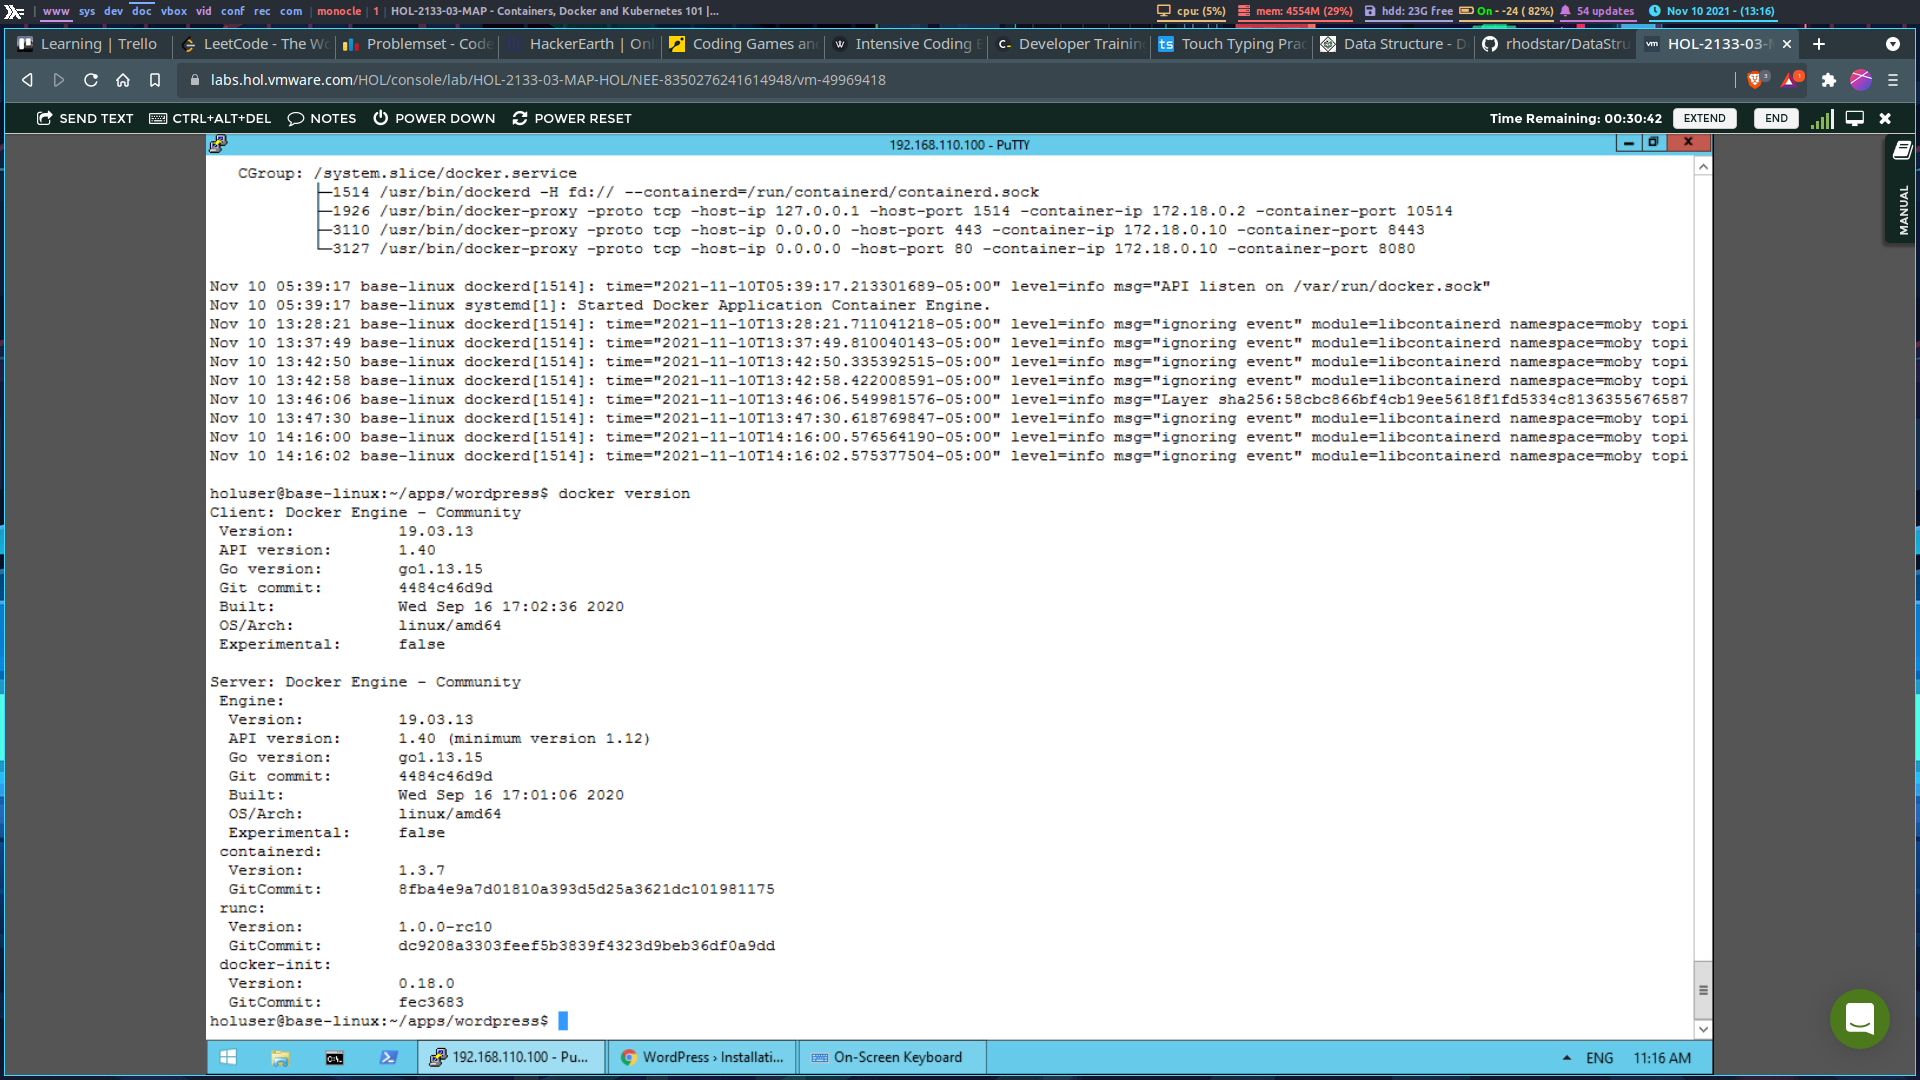 www sys dev doc vbox vid conf rec com | monocle | 1 | HOL-2133-03-MAP - Containers, Docker and Kubernetes 101 |... cpu: (5%) mem: 4554M (29%) hdd: 23G free On - -24 ( 82%) 54 updates Nov 10 2021 - (13:16)
Learning | Trello LeetCode - The Wo Problemset - Code HackerEarth | Onl Coding Games an Intensive Coding Developer Training Touch Typing Prac Data Structure - D rhodstar/DataStru HOL-2133-03-
labs.hol.vmware.com/HOL/console/lab/HOL-2133-03-MAP-HOL/NEE-8350276241614948/vm-49969418
SEND TEXT CTRL+ALT+DEL NOTES POWER DOWN POWER RESET Time Remaining: 00:30:42 EXTEND END
192.168.110.100 - PuTTY
MANUAL
CGroup: /system.slice/docker.service
├─1514 /usr/bin/dockerd -H fd:// --containerd=/run/containerd/containerd.sock
├─1926 /usr/bin/docker-proxy -proto tcp -host-ip 127.0.0.1 -host-port 1514 -container-ip 172.18.0.2 -container-port 10514
├─3110 /usr/bin/docker-proxy -proto tcp -host-ip 0.0.0.0 -host-port 443 -container-ip 172.18.0.10 -container-port 8443
└─3127 /usr/bin/docker-proxy -proto tcp -host-ip 0.0.0.0 -host-port 80 -container-ip 172.18.0.10 -container-port 8080
Nov 10 05:39:17 base-linux dockerd[1514]: time="2021-11-10T05:39:17.213301689-05:00" level=info msg="API listen on /var/run/docker.sock"
Nov 10 05:39:17 base-linux systemd[1]: Started Docker Application Container Engine.
Nov 10 13:28:21 base-linux dockerd[1514]: time="2021-11-10T13:28:21.711041218-05:00" level=info msg="ignoring event" module=libcontainerd namespace=moby topi
Nov 10 13:37:49 base-linux dockerd[1514]: time="2021-11-10T13:37:49.810040143-05:00" level=info msg="ignoring event" module=libcontainerd namespace=moby topi
Nov 10 13:42:50 base-linux dockerd[1514]: time="2021-11-10T13:42:50.335392515-05:00" level=info msg="ignoring event" module=libcontainerd namespace=moby topi
Nov 10 13:42:58 base-linux dockerd[1514]: time="2021-11-10T13:42:58.422008591-05:00" level=info msg="ignoring event" module=libcontainerd namespace=moby topi
Nov 10 13:46:06 base-linux dockerd[1514]: time="2021-11-10T13:46:06.549981576-05:00" level=info msg="Layer sha256:58cbc866bf4cb19ee5618f1fd5334c8136355676587
Nov 10 13:47:30 base-linux dockerd[1514]: time="2021-11-10T13:47:30.618769847-05:00" level=info msg="ignoring event" module=libcontainerd namespace=moby topi
Nov 10 14:16:00 base-linux dockerd[1514]: time="2021-11-10T14:16:00.576564190-05:00" level=info msg="ignoring event" module=libcontainerd namespace=moby topi
Nov 10 14:16:02 base-linux dockerd[1514]: time="2021-11-10T14:16:02.575377504-05:00" level=info msg="ignoring event" module=libcontainerd namespace=moby topi
holuser@base-linux:~/apps/wordpress$ docker version
Client: Docker Engine - Community
Version: 19.03.13
API version: 1.40
Go version: go1.13.15
Git commit: 4484c46d9d
Built: Wed Sep 16 17:02:36 2020
OS/Arch: linux/amd64
Experimental: false
Server: Docker Engine - Community
Engine:
Version: 19.03.13
API version: 1.40 (minimum version 1.12)
Go version: go1.13.15
Git commit: 4484c46d9d
Built: Wed Sep 16 17:01:06 2020
OS/Arch: linux/amd64
Experimental: false
containerd:
Version: 1.3.7
GitCommit: 8fba4e9a7d01810a393d5d25a3621dc101981175
runc:
Version: 1.0.0-rc10
GitCommit: dc9208a3303feef5b3839f4323d9beb36df0a9dd
docker-init:
Version: 0.18.0
GitCommit: fec3683
holuser@base-linux:~/apps/wordpress$
192.168.110.100 - Pu... WordPress › Installati... On-Screen Keyboard ENG 11:16 AM